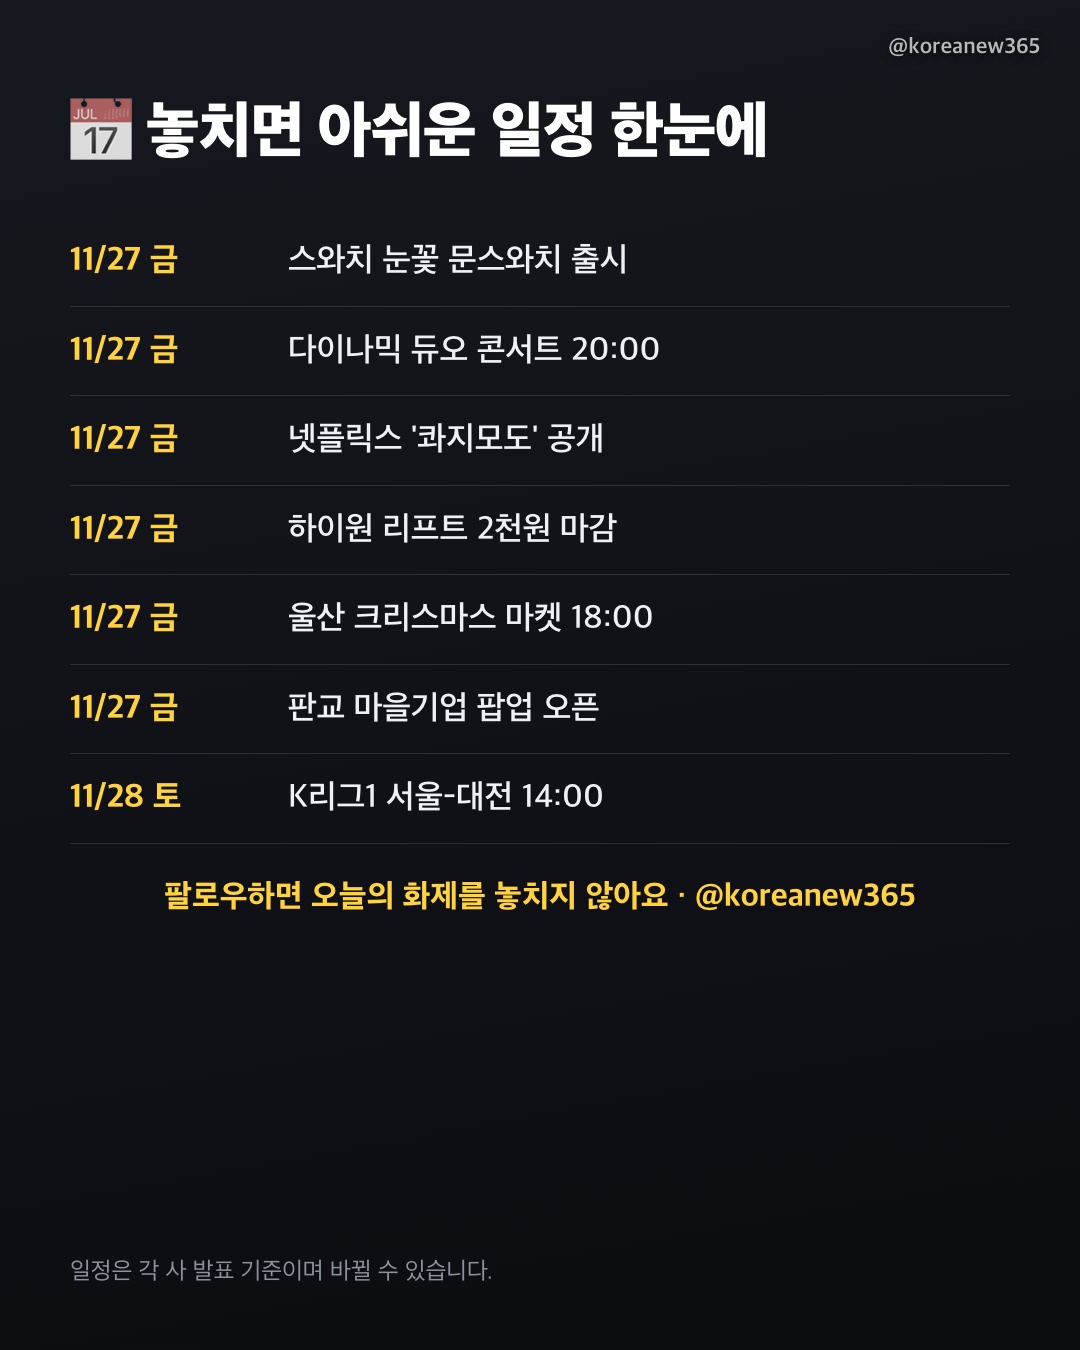 @koreanew365
JUL
17 놓치면 아쉬운 일정 한눈에
11/27 금 스와치 눈꽃 문스와치 출시
11/27 금 다이나믹 듀오 콘서트 20:00
11/27 금 넷플릭스 '콰지모도' 공개
11/27 금 하이원 리프트 2천원 마감
11/27 금 울산 크리스마스 마켓 18:00
11/27 금 판교 마을기업 팝업 오픈
11/28 토 K리그1 서울-대전 14:00
팔로우하면 오늘의 화제를 놓치지 않아요 · @koreanew365
일정은 각 사 발표 기준이며 바뀔 수 있습니다.